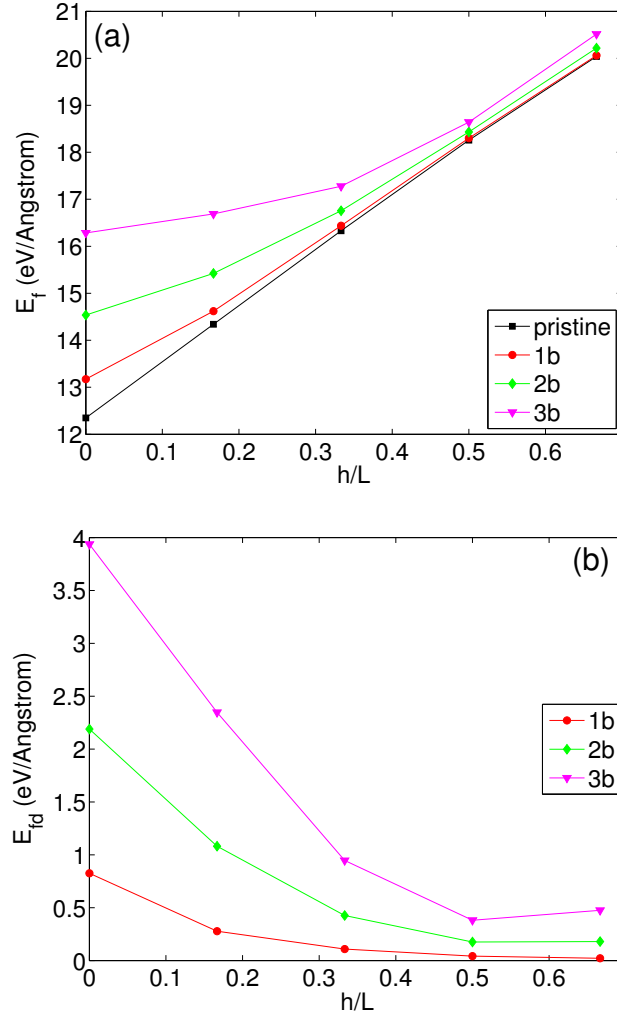 (a)
21
20
19
18
17
16
15
14
13
12
E_f (eV/Angstrom)
0 0.1 0.2 0.3 0.4 0.5 0.6
h/L
pristine
1b
2b
3b
(b)
4
3.5
3
2.5
2
1.5
1
0.5
0
E_fd (eV/Angstrom)
0 0.1 0.2 0.3 0.4 0.5 0.6
h/L
1b
2b
3b